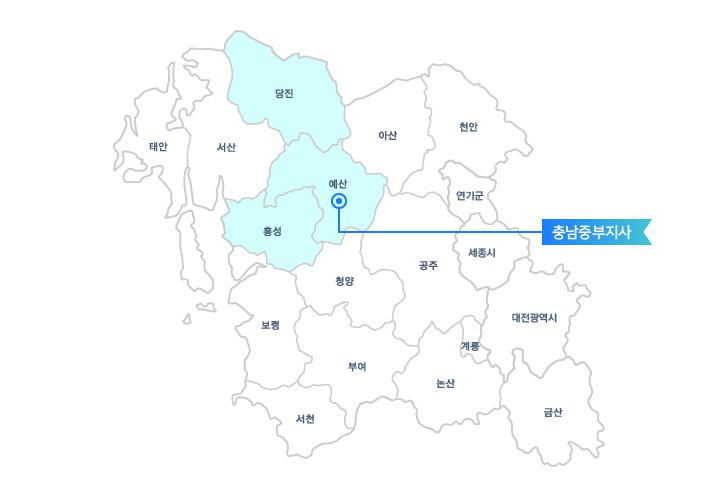 당진
아산
천안
태안
서산
예산
연기군
홍성
충남중부지사
세종시
공주
청양
보령
대전광역시
계룡
부여
논산
금산
서천